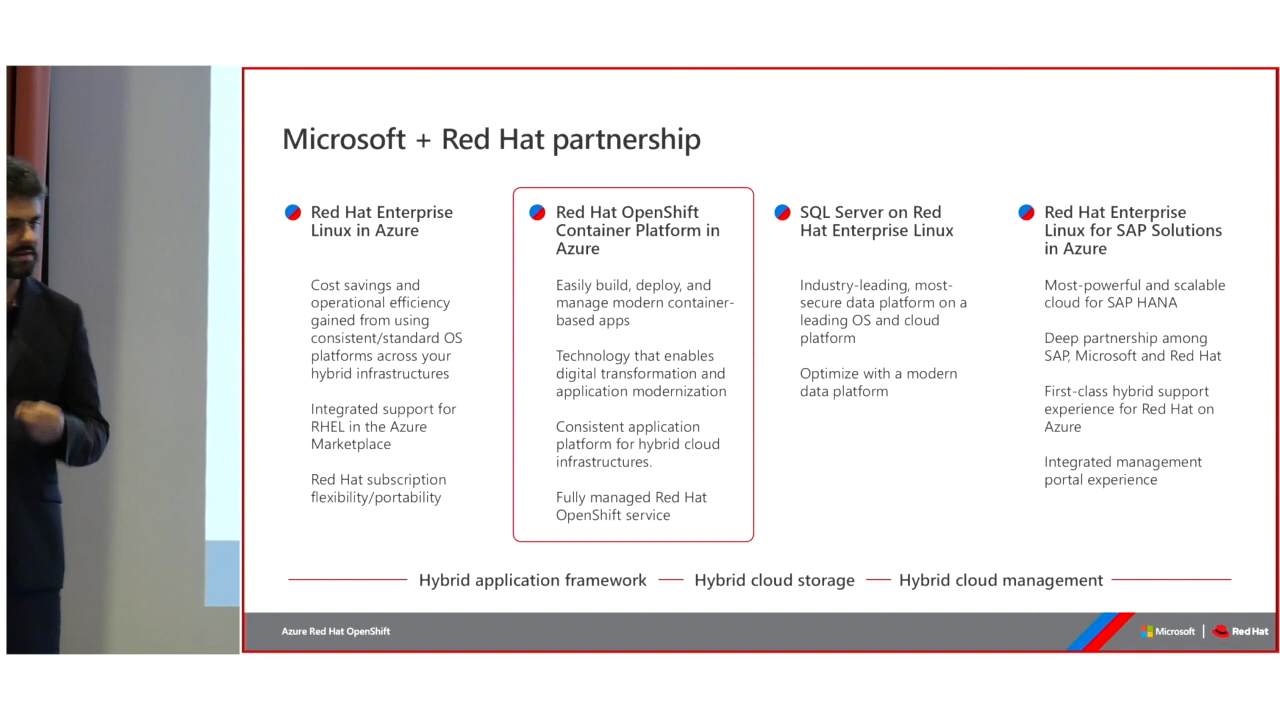 Microsoft + Red Hat partnership
Red Hat Enterprise
Linux in Azure
Cost savings and
operational efficiency
gained from using
consistent/standard OS
platforms across your
hybrid infrastructures
Integrated support for
RHEL in the Azure
Marketplace
Red Hat subscription
flexibility/portability
Red Hat OpenShift
Container Platform in
Azure
Easily build, deploy, and
manage modern container-
based apps
Technology that enables
digital transformation and
application modernization
Consistent application
platform for hybrid cloud
infrastructures.
Fully managed Red Hat
OpenShift service
SQL Server on Red
Hat Enterprise Linux
Industry-leading, most-
secure data platform on a
leading OS and cloud
platform
Optimize with a modern
data platform
Red Hat Enterprise
Linux for SAP Solutions
in Azure
Most-powerful and scalable
cloud for SAP HANA
Deep partnership among
SAP, Microsoft and Red Hat
First-class hybrid support
experience for Red Hat on
Azure
Integrated management
portal experience
Hybrid application framework
Hybrid cloud storage
Hybrid cloud management
Azure Red Hat OpenShift
Microsoft
Red Hat